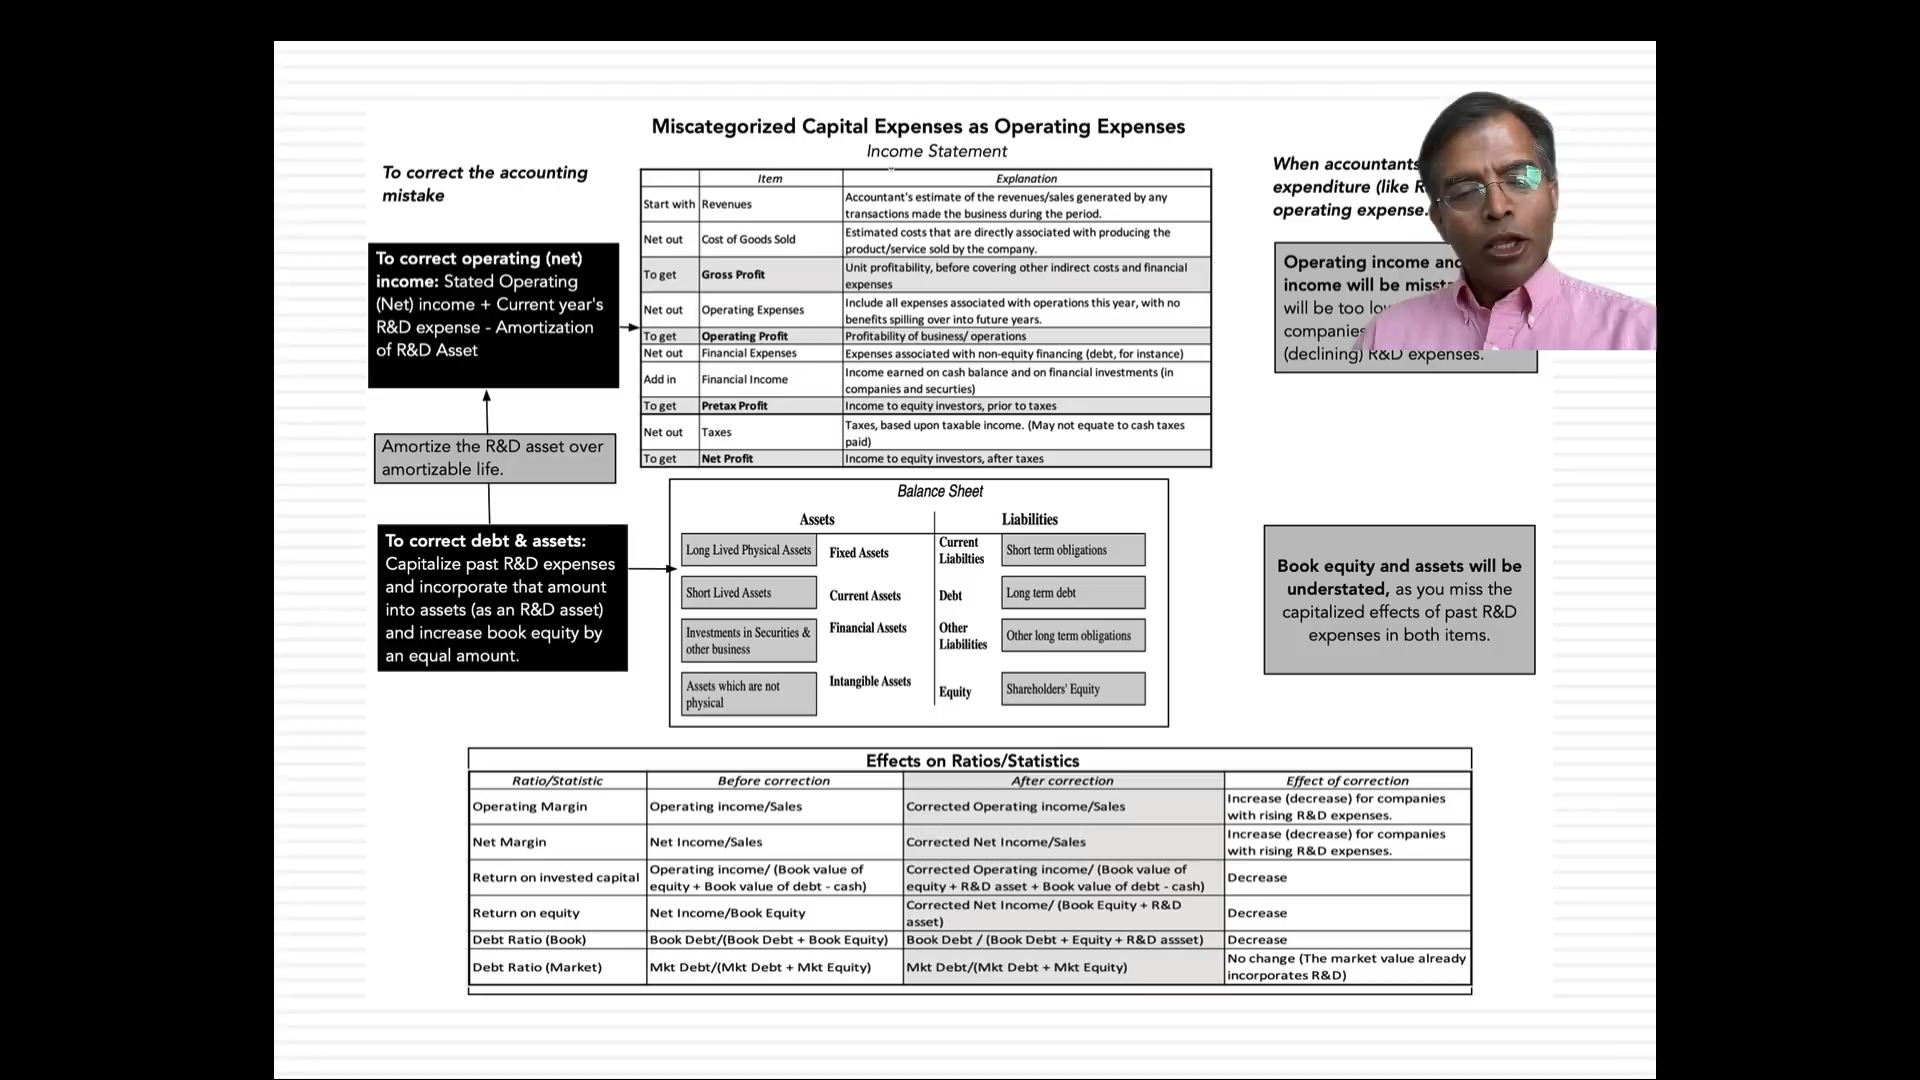 Miscategorized Capital Expenses as Operating Expenses
Income Statement
To correct the accounting
mistake
To correct operating (net)
income: Stated Operating
(Net) income + Current year's
R&D expense - Amortization
of R&D Asset
Amortize the R&D asset over
amortizable life.
To correct debt & assets:
Capitalize past R&D expenses
and incorporate that amount
into assets (as an R&D asset)
and increase book equity by
an equal amount.
Item Explanation
Start with Revenues Accountant's estimate of the revenues/sales generated by any
transactions made the business during the period.
Net out Cost of Goods Sold Estimated costs that are directly associated with producing the
product/service sold by the company.
To get Gross Profit Unit profitability, before covering other indirect costs and financial
expenses
Net out Operating Expenses Include all expenses associated with operations this year, with no
benefits spilling over into future years.
To get Operating Profit Profitability of business/ operations
Net out Financial Expenses Expenses associated with non-equity financing (debt, for instance)
Add in Financial Income Income earned on cash balance and on financial investments (in
companies and securties)
To get Pretax Profit Income to equity investors, prior to taxes
Net out Taxes Taxes, based upon taxable income. (May not equate to cash taxes
paid)
To get Net Profit Income to equity investors, after taxes
When accountants
expenditure (like
operating expense.
Operating income and
income will be
will be too
companies
(declining) R&D expenses.
Balance Sheet
Assets Liabilities
Long Lived Physical Assets Fixed Assets Current
Liabilties Short term obligations
Short Lived Assets Current Assets Debt Long term debt
Investments in Securities &
other business Financial Assets Other
Liabilities Other long term obligations
Assets which are not
physical Intangible Assets Equity Shareholders' Equity
Book equity and assets will be
understated, as you miss the
capitalized effects of past R&D
expenses in both items.
Effects on Ratios/Statistics
Ratio/Statistic Before correction After correction Effect of correction
Operating Margin Operating income/Sales Corrected Operating income/Sales Increase (decrease) for companies
with rising R&D expenses.
Net Margin Net Income/Sales Corrected Net Income/Sales Increase (decrease) for companies
with rising R&D expenses.
Return on invested capital Operating income/ (Book value of
equity + Book value of debt - cash) Corrected Operating income/ (Book value of
equity + R&D asset + Book value of debt - cash) Decrease
Return on equity Net Income/Book Equity Corrected Net Income/ (Book Equity + R&D
asset) Decrease
Debt Ratio (Book) Book Debt/(Book Debt + Book Equity) Book Debt / (Book Debt + Equity + R&D assset) Decrease
Debt Ratio (Market) Mkt Debt/(Mkt Debt + Mkt Equity) Mkt Debt/(Mkt Debt + Mkt Equity) No change (The market value already
incorporates R&D)